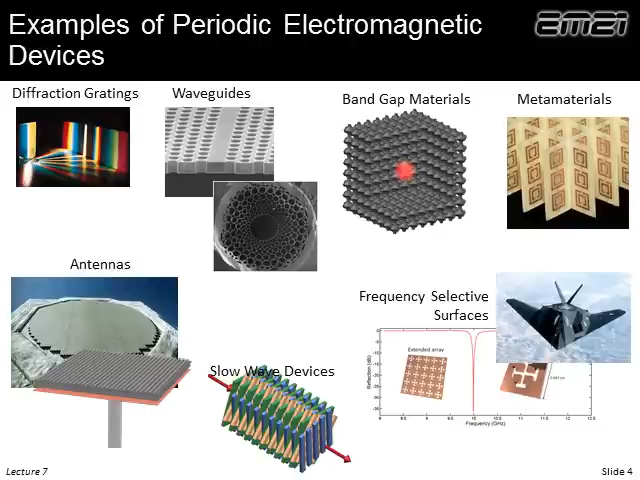 Examples of Periodic Electromagnetic
Devices
EM21
Diffraction Gratings
Waveguides
Band Gap Materials
Metamaterials
Antennas
Frequency Selective
Surfaces
Slow Wave Devices
Extended array
Reflection (dB)
Frequency (GHz)
Lecture 7
Slide 4